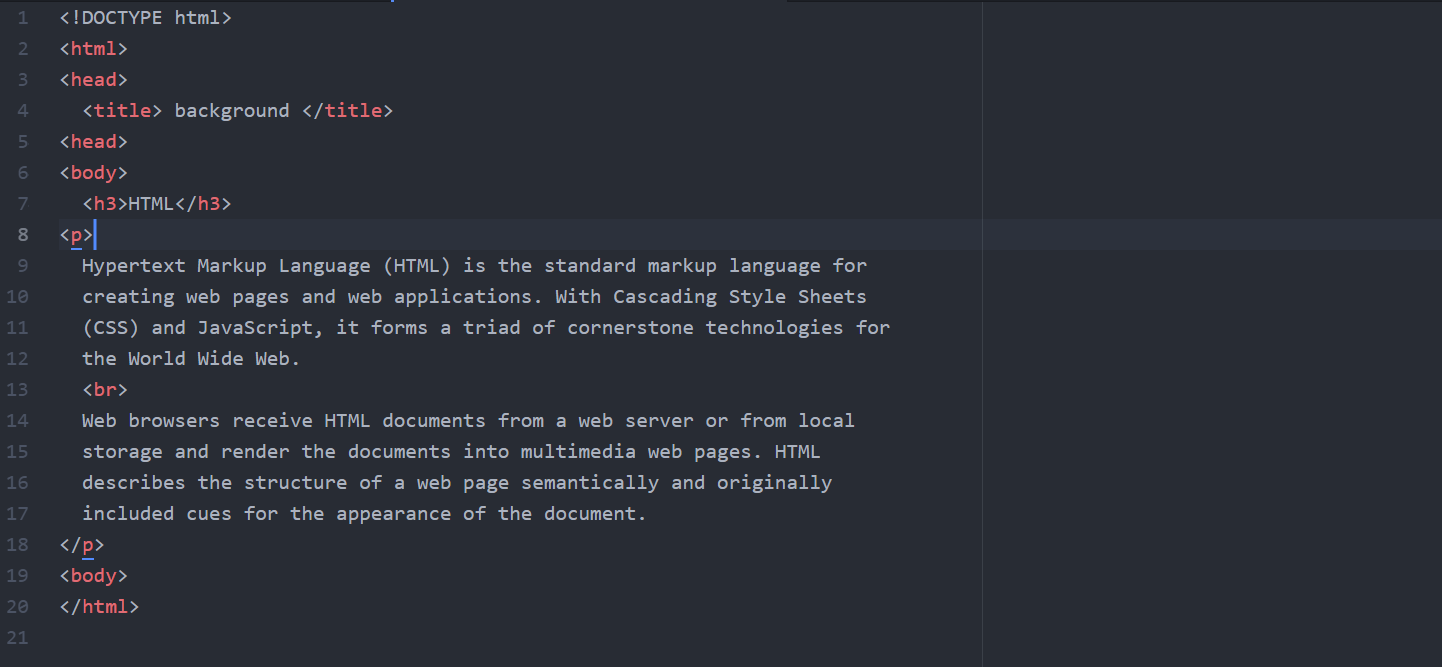 1 <!DOCTYPE html>
2 <html>
3 <head>
4 <title> background </title>
5 <head>
6 <body>
7 <h3>HTML</h3>
8 <p>
9 Hypertext Markup Language (HTML) is the standard markup language for
10 creating web pages and web applications. With Cascading Style Sheets
11 (CSS) and JavaScript, it forms a triad of cornerstone technologies for
12 the World Wide Web.
13 <br>
14 Web browsers receive HTML documents from a web server or from local
15 storage and render the documents into multimedia web pages. HTML
16 describes the structure of a web page semantically and originally
17 included cues for the appearance of the document.
18 </p>
19 <body>
20 </html>
21